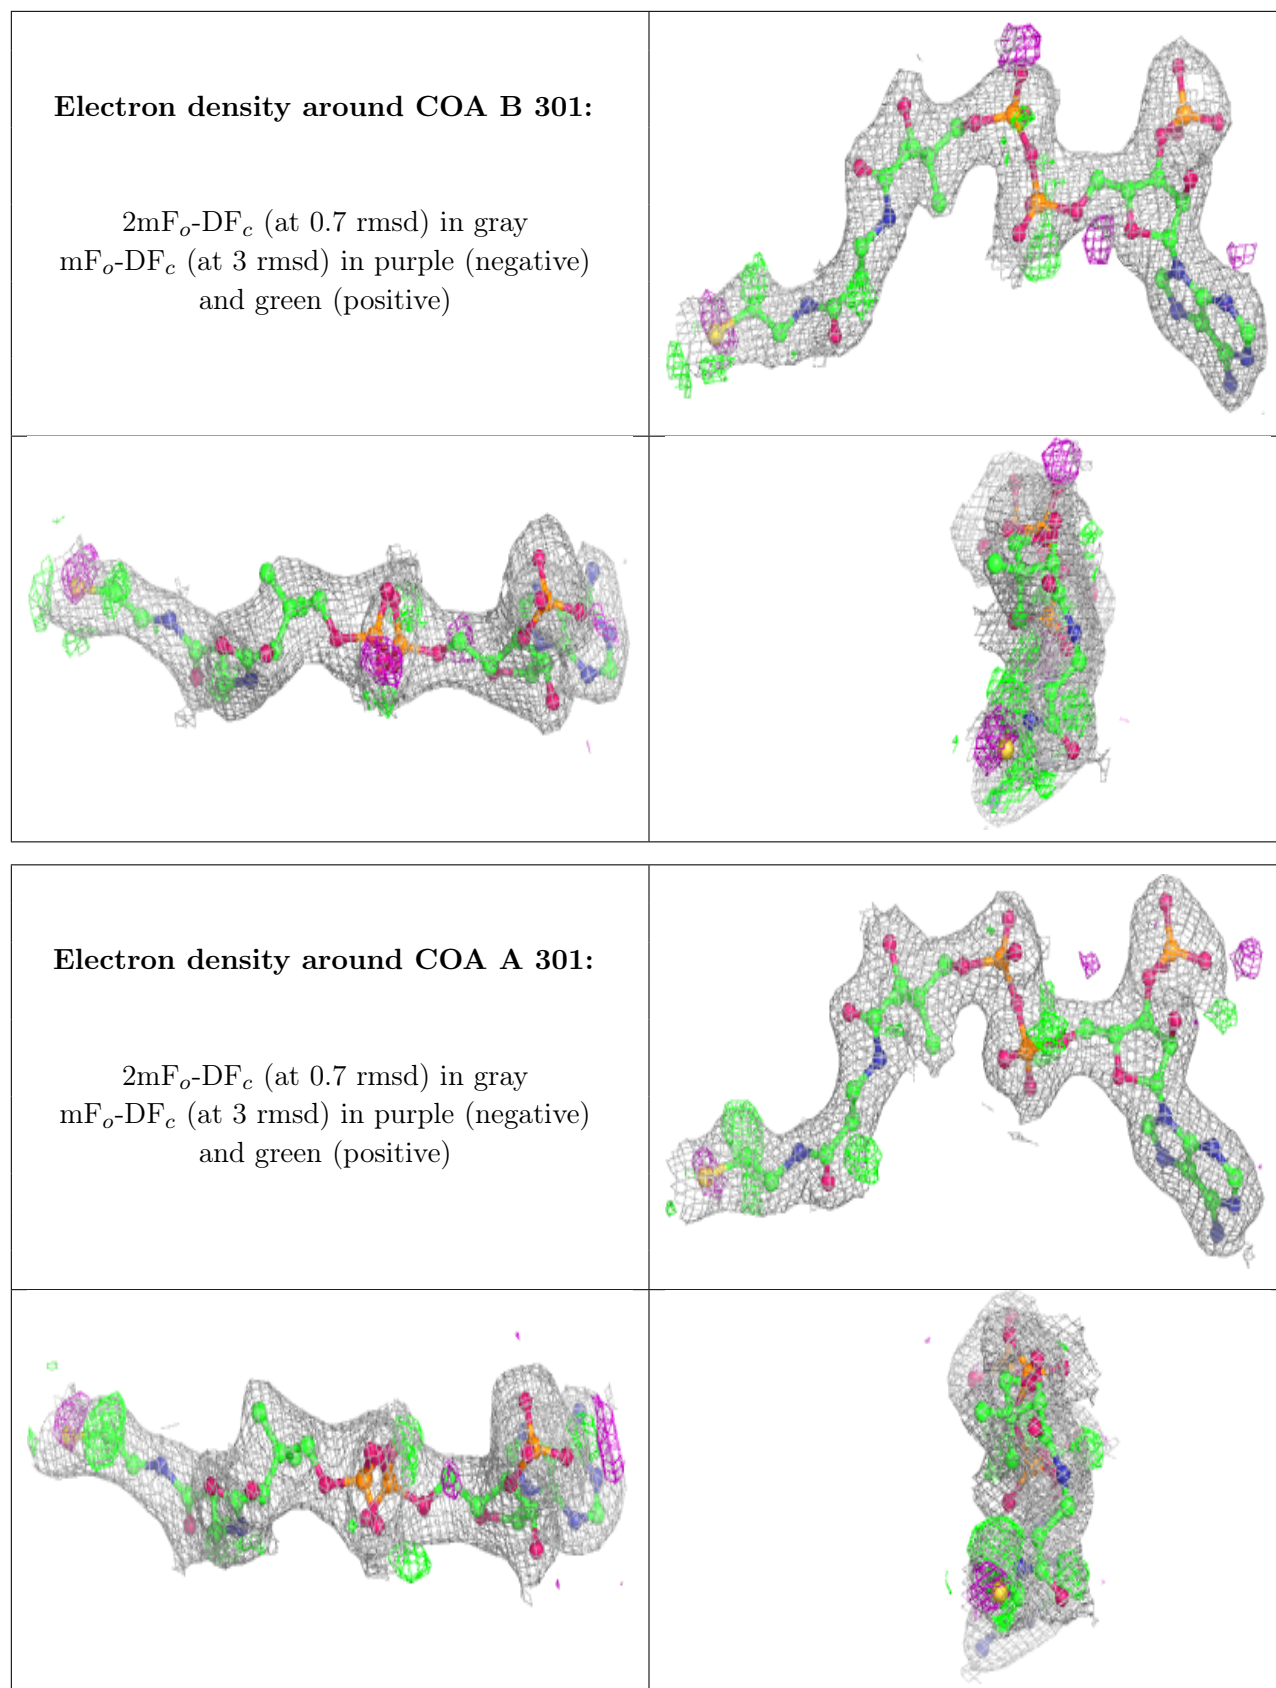 Electron density around COA B 301:
2mFo-DFc (at 0.7 rmsd) in gray
mFo-DFc (at 3 rmsd) in purple (negative)
and green (positive)
Electron density around COA A 301:
2mFo-DFc (at 0.7 rmsd) in gray
mFo-DFc (at 3 rmsd) in purple (negative)
and green (positive)